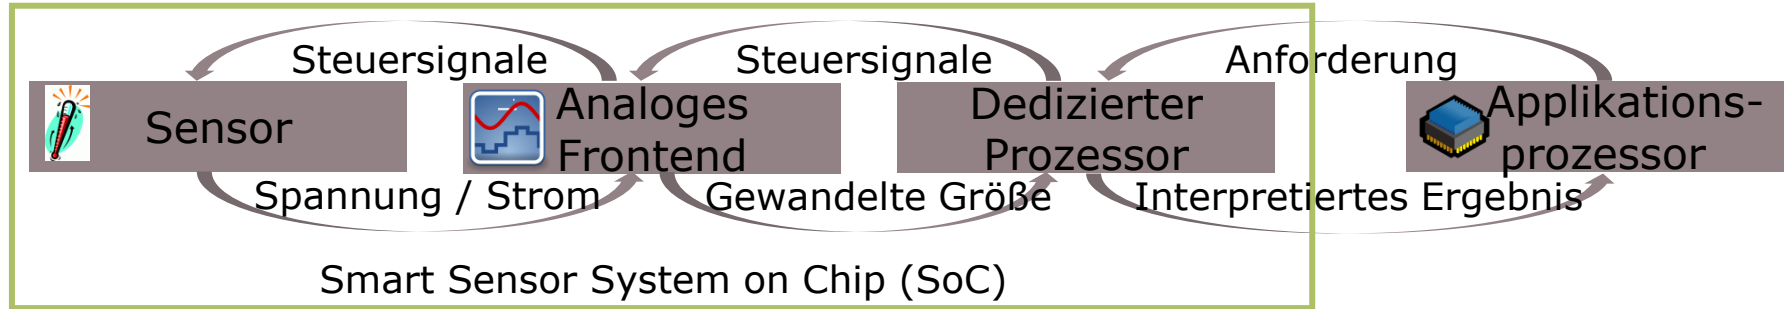 Steuersignale
Steuersignale
Anforderung
Sensor
Analoges
Frontend
Dedizierter
Prozessor
Applikations-
prozessor
Spannung / Strom
Gewandelte Größe
Interpretiertes Ergebnis
Smart Sensor System on Chip (SoC)